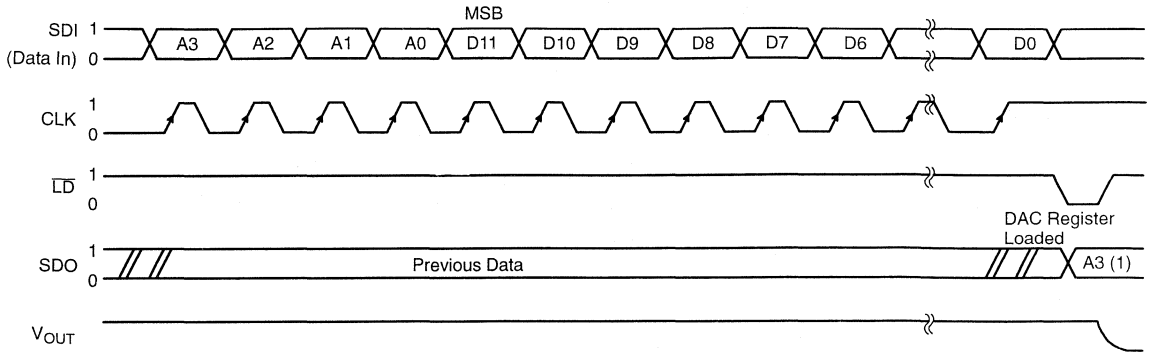 MSB
SDI 1 A3 A2 A1 A0 D11 D10 D9 D8 D7 D6 D0
(Data In) 0
CLK 1
0
LD 1
0
DAC Register
Loaded
SDO 1
0
Previous Data
A3 (1)
VOUT